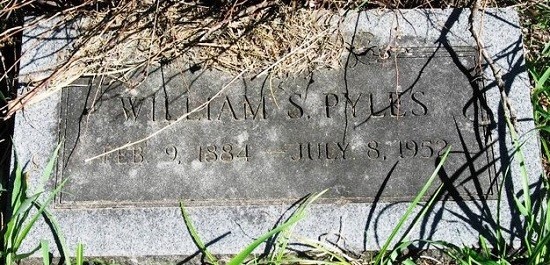 WILLIAM S. PYLES
FEB. 9, 1884 — JULY 8, 1952